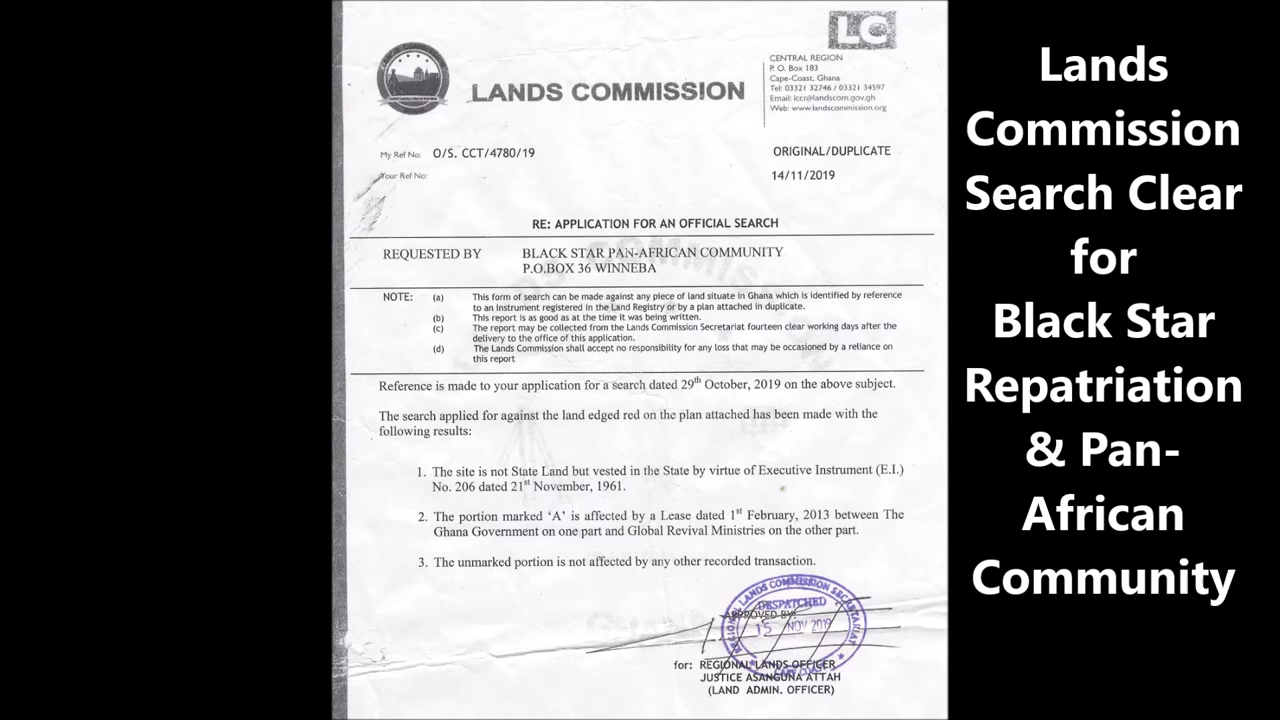 LC
CENTRAL REGION
P. O. Box 183
Cape-Coast, Ghana
Tel: 03321 32746 / 03321 34597
Email: lccr@landscom.gov.gh
Web: www.landscommission.org
LANDS COMMISSION
My Ref No: O/S. CCT/4780/19
ORIGINAL/DUPLICATE
Your Ref No:
14/11/2019
RE: APPLICATION FOR AN OFFICIAL SEARCH
REQUESTED BY BLACK STAR PAN-AFRICAN COMMUNITY
P.O.BOX 36 WINNEBA
NOTE: (a) This form of search can be made against any piece of land situate in Ghana which is identified by reference
to an instrument registered in the Land Registry or by a plan attached in duplicate.
(b) This report is as good as at the time it was being written.
(c) The report may be collected from the Lands Commission Secretariat fourteen clear working days after the
delivery to the office of this application.
(d) The Lands Commission shall accept no responsibility for any loss that may be occasioned by a reliance on
this report
Reference is made to your application for a search dated 29th October, 2019 on the above subject.
The search applied for against the land edged red on the plan attached has been made with the
following results:
1. The site is not State Land but vested in the State by virtue of Executive Instrument (E.I.)
No. 206 dated 21st November, 1961.
2. The portion marked ‘A’ is affected by a Lease dated 1st February, 2013 between The
Ghana Government on one part and Global Revival Ministries on the other part.
3. The unmarked portion is not affected by any other recorded transaction.
REGIONAL LANDS COMMISSION SECRETARIAT
DESPATCHED
APPROVED BY:
15 NOV 2019
for: REGIONAL LANDS OFFICER
JUSTICE ASANGUNA ATTAH
(LAND ADMIN. OFFICER)
Lands
Commission
Search Clear
for
Black Star
Repatriation
& Pan-
African
Community